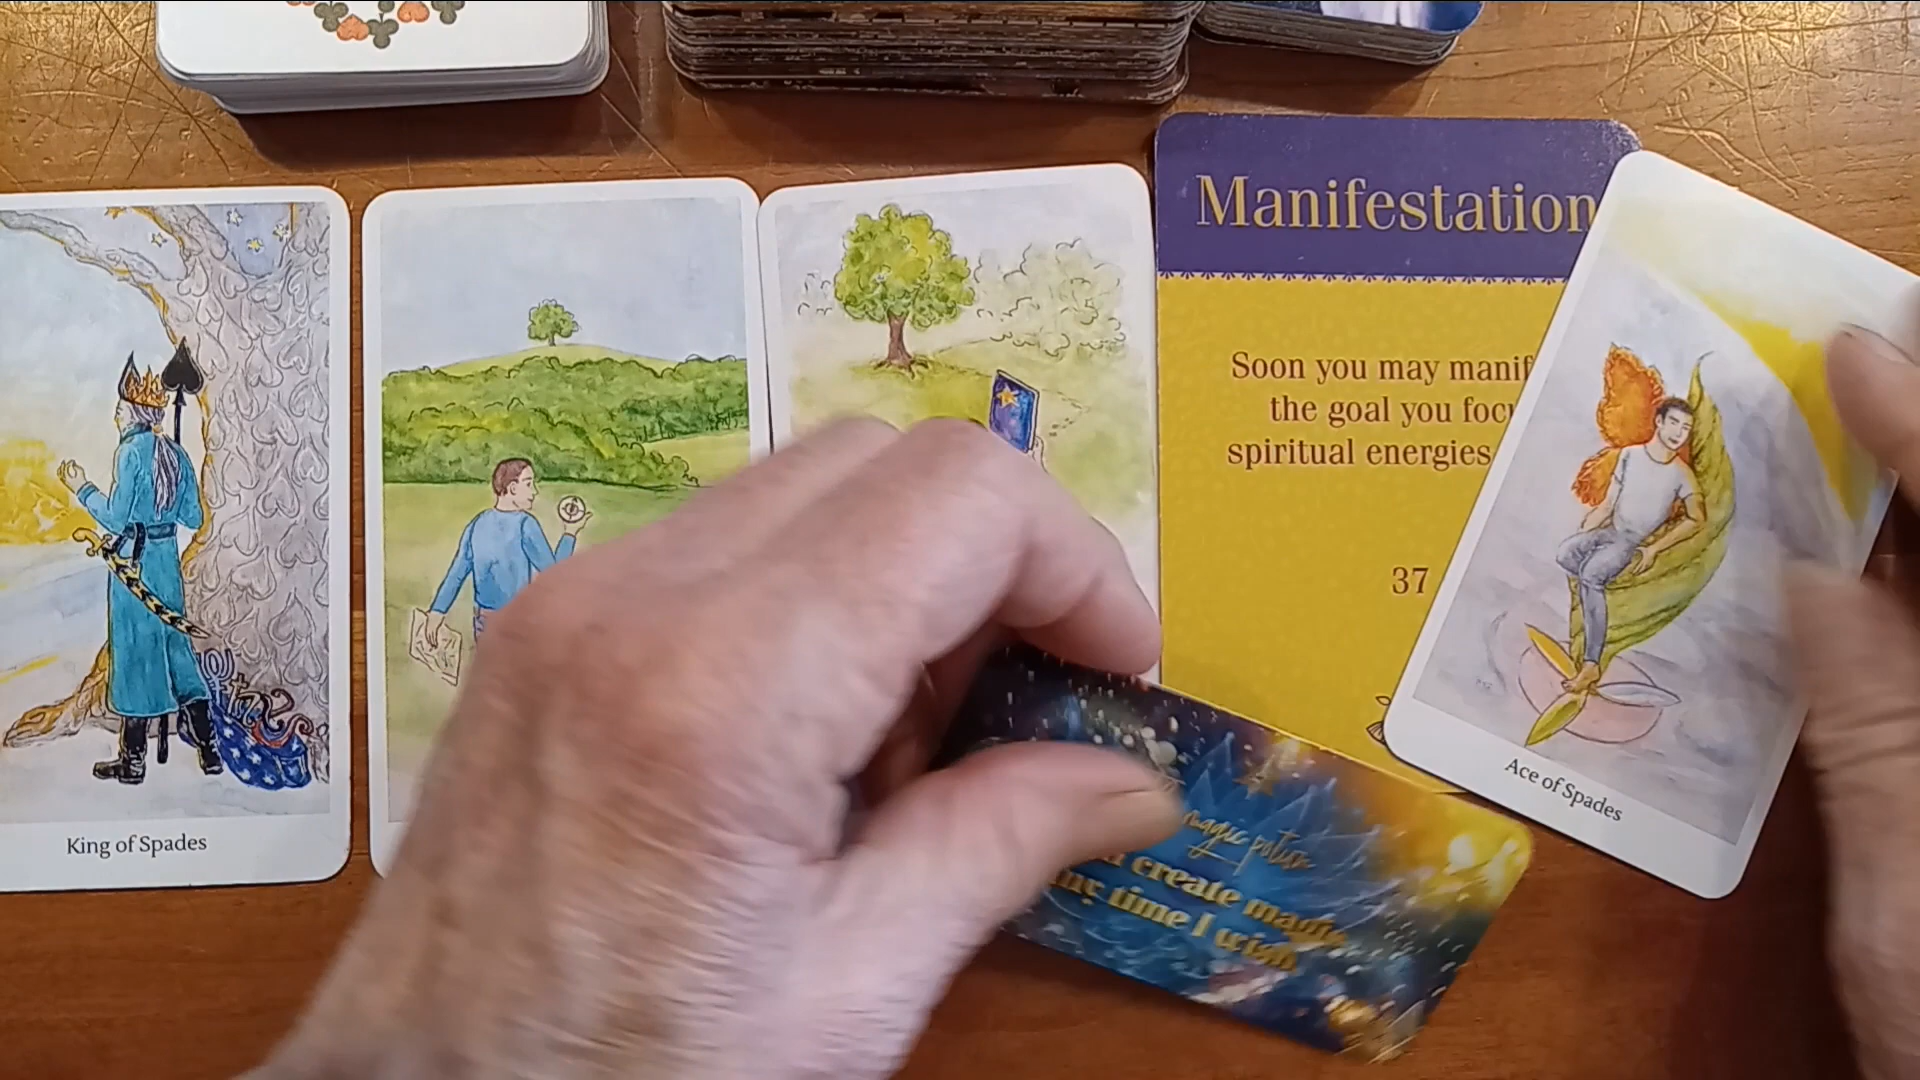 Manifestation
Soon you may manif
the goal you focu
spiritual energies
37
King of Spades
Ace of Spades
magic potion
create magic
time I wish